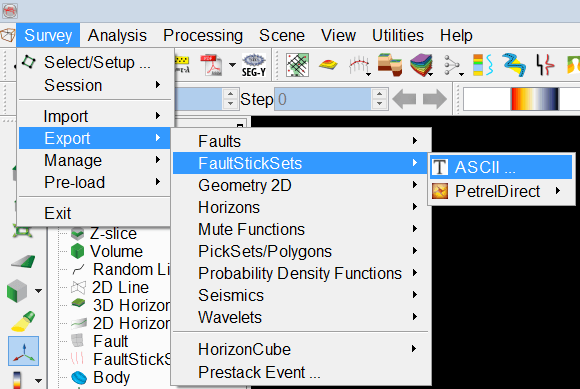 Survey Analysis Processing Scene View Utilities Help
Select/Setup ...
SEG-Y
Session
Step 0
Import
Export
Manage
Pre-load
Exit
Faults
FaultStickSets
Geometry 2D
Horizons
Mute Functions
PickSets/Polygons
Probability Density Functions
Seismics
Wavelets
HorizonCube
Prestack Event ...
T ASCII ...
PetrelDirect
Z-slice
Volume
Random Li
2D Line
3D Horizon
2D Horizon
Fault
FaultStickS
Body